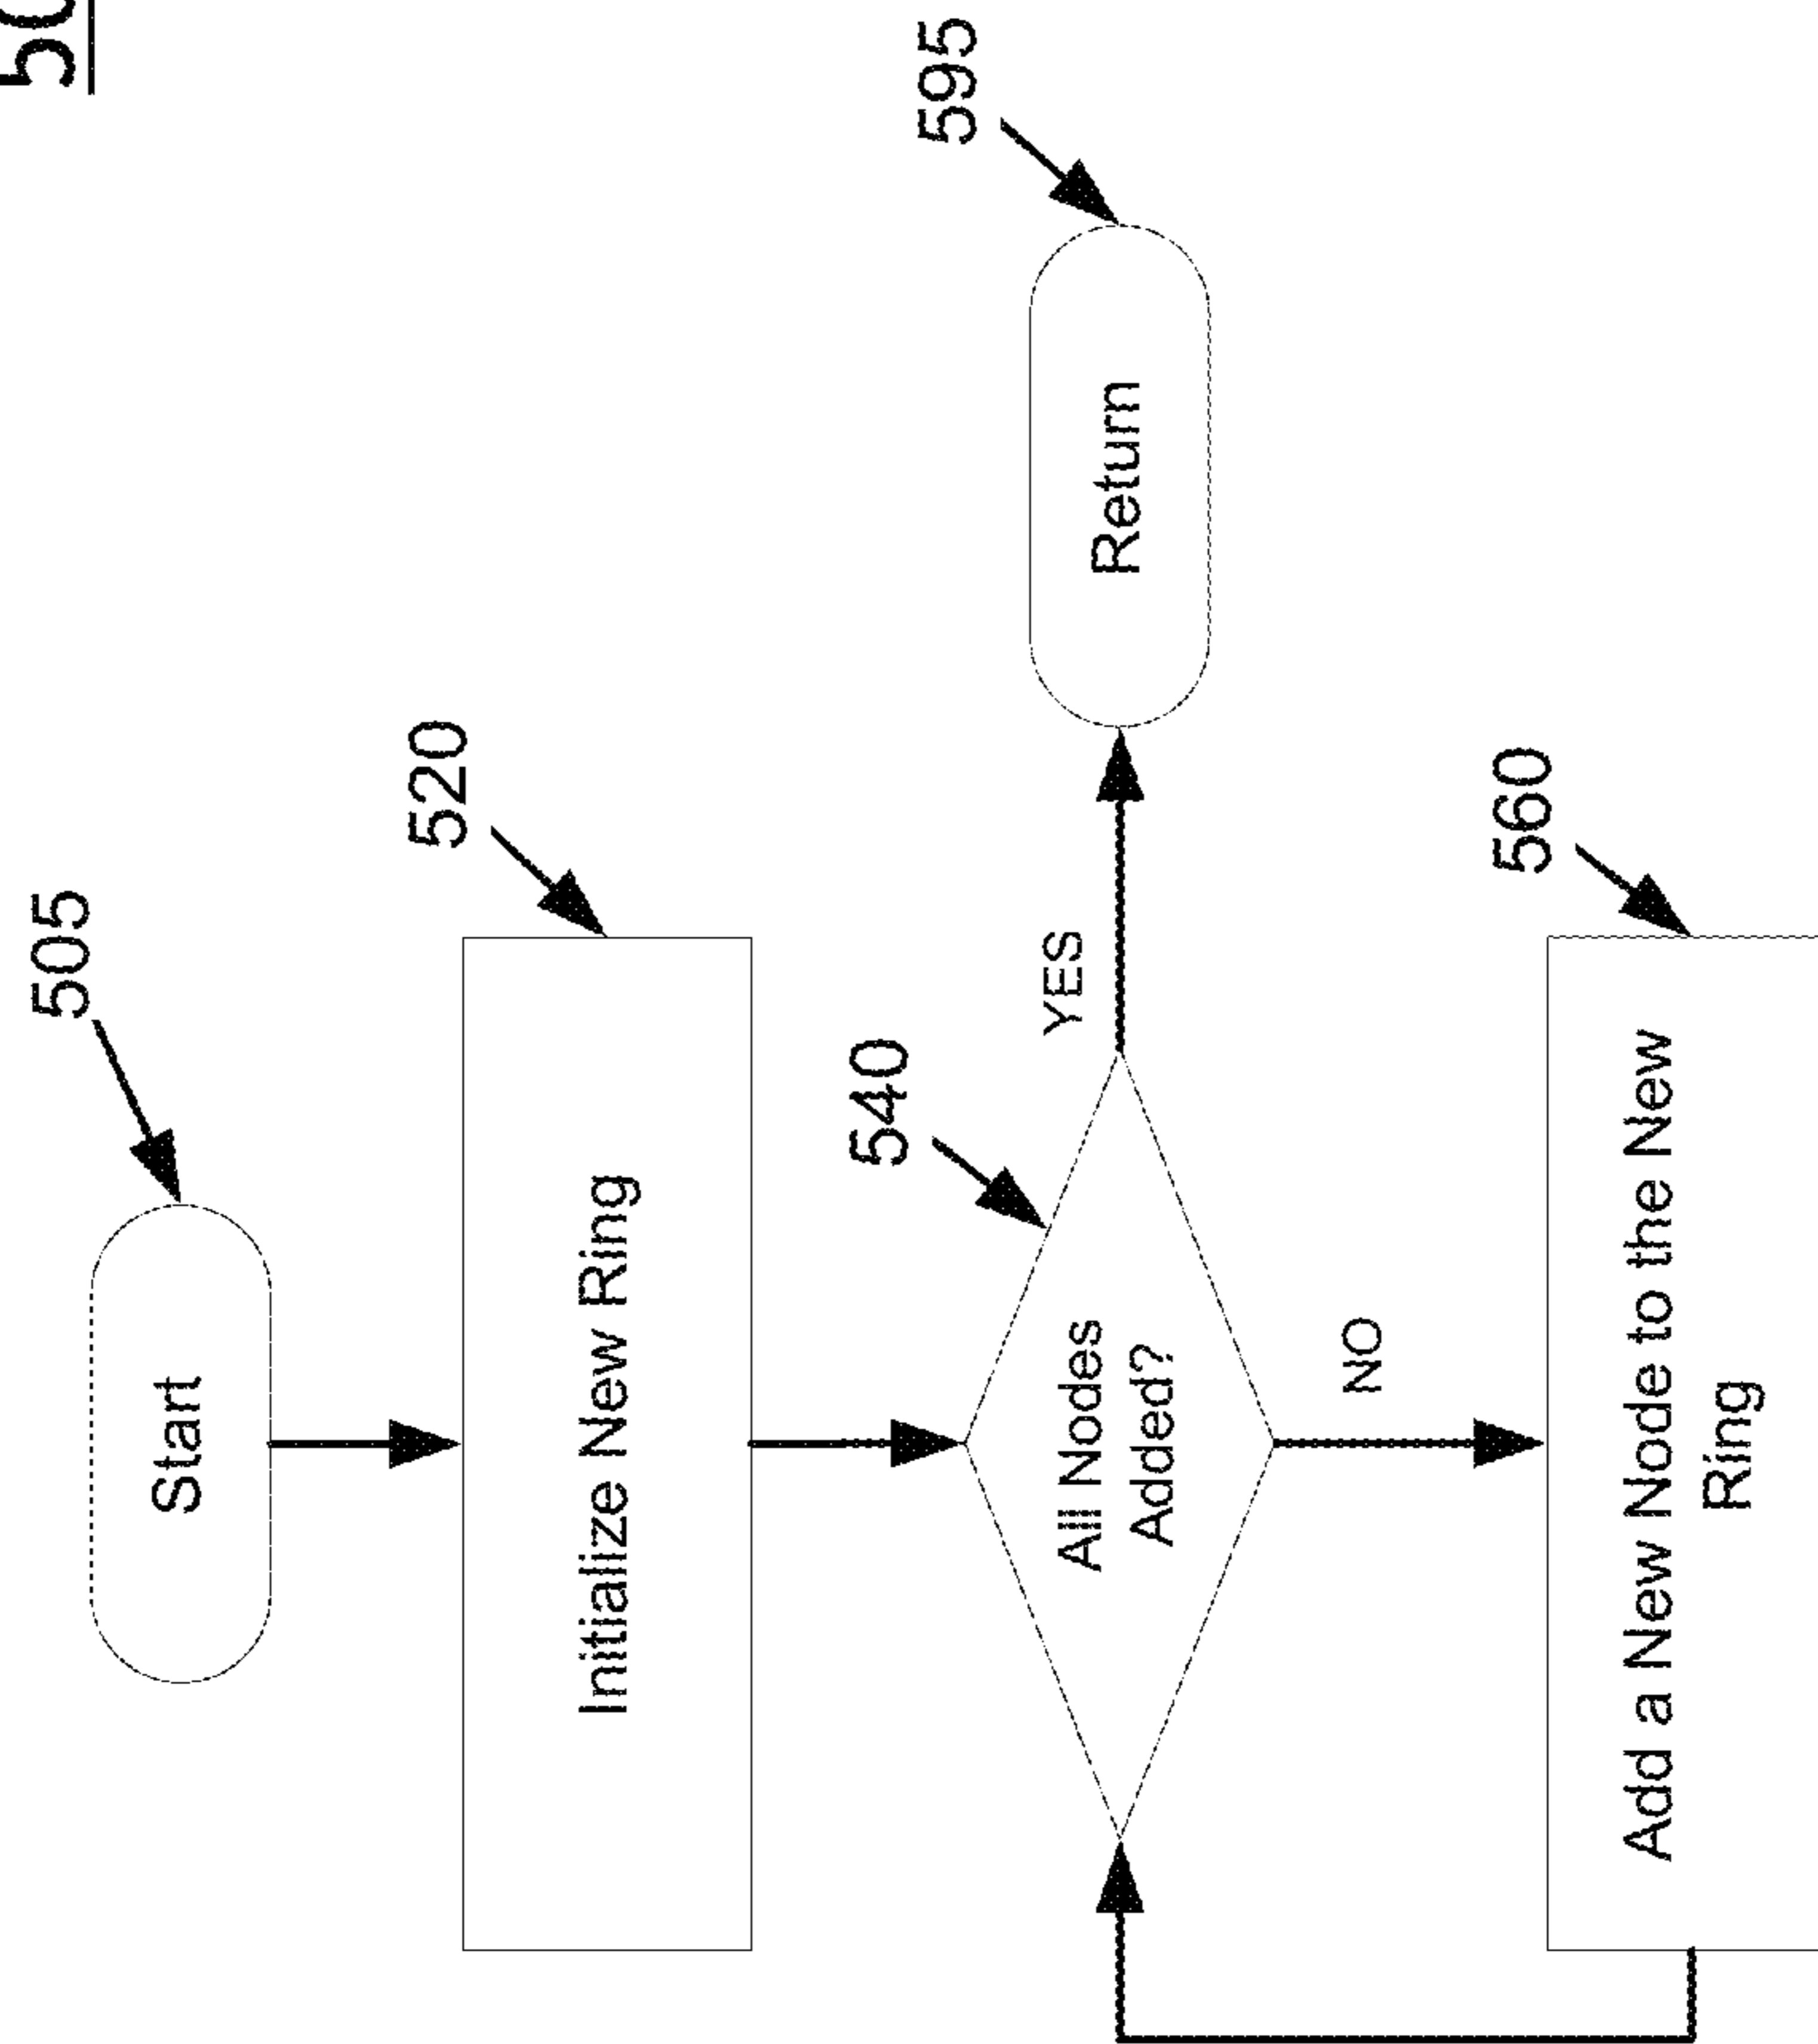 505
Start
520
Initialize New Ring
540
All Nodes
Added?
YES
595
Return
NO
560
Add a New Node to the New
Ring